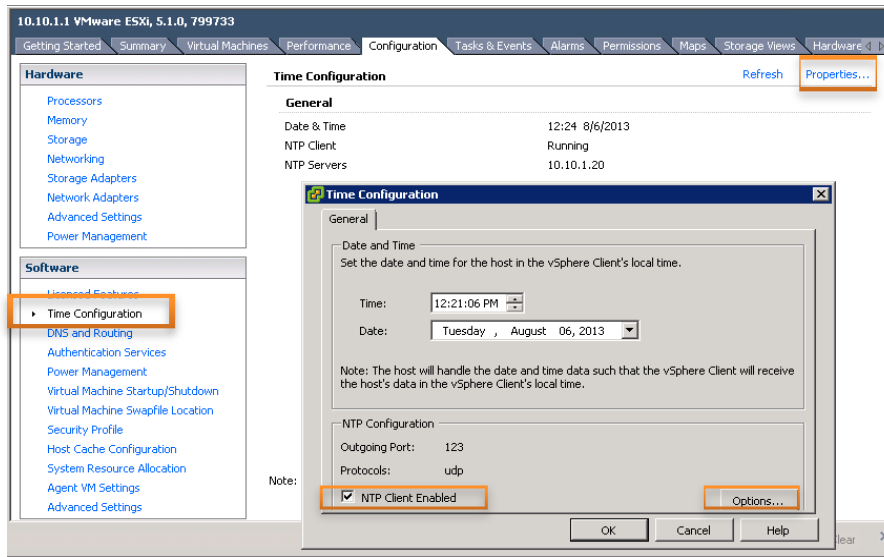 10.10.1.1 VMware ESXi, 5.1.0, 799733
Getting Started Summary Virtual Machines Performance Configuration Tasks & Events Alarms Permissions Maps Storage Views Hardware
Hardware
Processors
Memory
Storage
Networking
Storage Adapters
Network Adapters
Advanced Settings
Power Management
Software
Licensed Features
Time Configuration
DNS and Routing
Authentication Services
Power Management
Virtual Machine Startup/Shutdown
Virtual Machine Swapfile Location
Security Profile
Host Cache Configuration
System Resource Allocation
Agent VM Settings
Advanced Settings
Time Configuration Refresh Properties...
General
Date & Time 12:24 8/6/2013
NTP Client Running
NTP Servers 10.10.1.20
Note:
Time Configuration
General
Date and Time
Set the date and time for the host in the vSphere Client's local time.
Time: 12:21:06 PM
Date: Tuesday , August 06, 2013
Note: The host will handle the date and time data such that the vSphere Client will receive
the host's data in the vSphere Client's local time.
NTP Configuration
Outgoing Port: 123
Protocols: udp
NTP Client Enabled Options...
OK Cancel Help